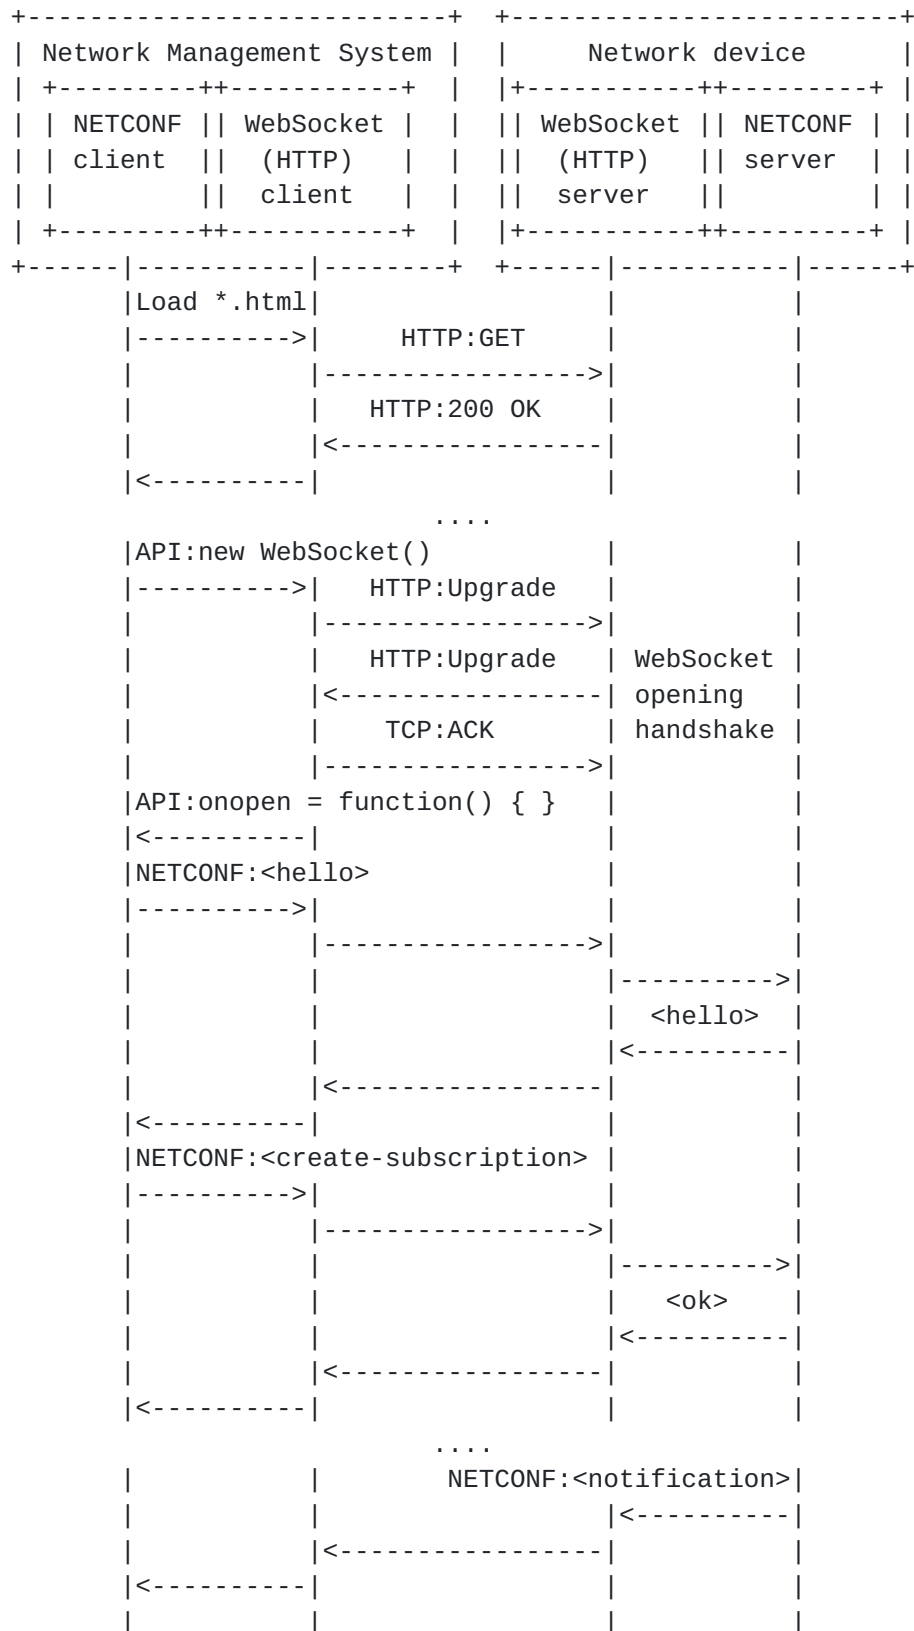 +---------------------------+  +-------------------------+
| Network Management System |  |     Network device      |
| +---------++-----------+  |  |+-----------++---------+ |
| | NETCONF || WebSocket |  |  || WebSocket || NETCONF | |
| | client  ||  (HTTP)   |  |  ||  (HTTP)   || server  | |
| |         ||  client   |  |  ||  server   ||         | |
| +---------++-----------+  |  |+-----------++---------+ |
+------|-----------|--------+  +------|-----------|------+
       |Load *.html|                  |           |
       |---------->|     HTTP:GET     |           |
       |           |----------------->|           |
       |           |   HTTP:200 OK    |           |
       |           |<-----------------|           |
       |<----------|                  |           |
                          ....
       |API:new WebSocket()           |           |
       |---------->|   HTTP:Upgrade   |           |
       |           |----------------->|           |
       |           |   HTTP:Upgrade   | WebSocket |
       |           |<-----------------| opening   |
       |           |    TCP:ACK       | handshake |
       |           |----------------->|           |
       |API:onopen = function() { }   |           |
       |<----------|                  |           |
       |NETCONF:<hello>               |           |
       |---------->|                  |           |
       |           |----------------->|           |
       |           |                  |---------->|
       |           |                  |  <hello>  |
       |           |                  |<----------|
       |           |<-----------------|           |
       |<----------|                  |           |
       |NETCONF:<create-subscription> |           |
       |---------->|                  |           |
       |           |----------------->|           |
       |           |                  |---------->|
       |           |                  |   <ok>    |
       |           |                  |<----------|
       |           |<-----------------|           |
       |<----------|                  |           |
                          ....
       |           |        NETCONF:<notification>|
       |           |                  |<----------|
       |           |<-----------------|           |
       |<----------|                  |           |
       |           |                  |           |